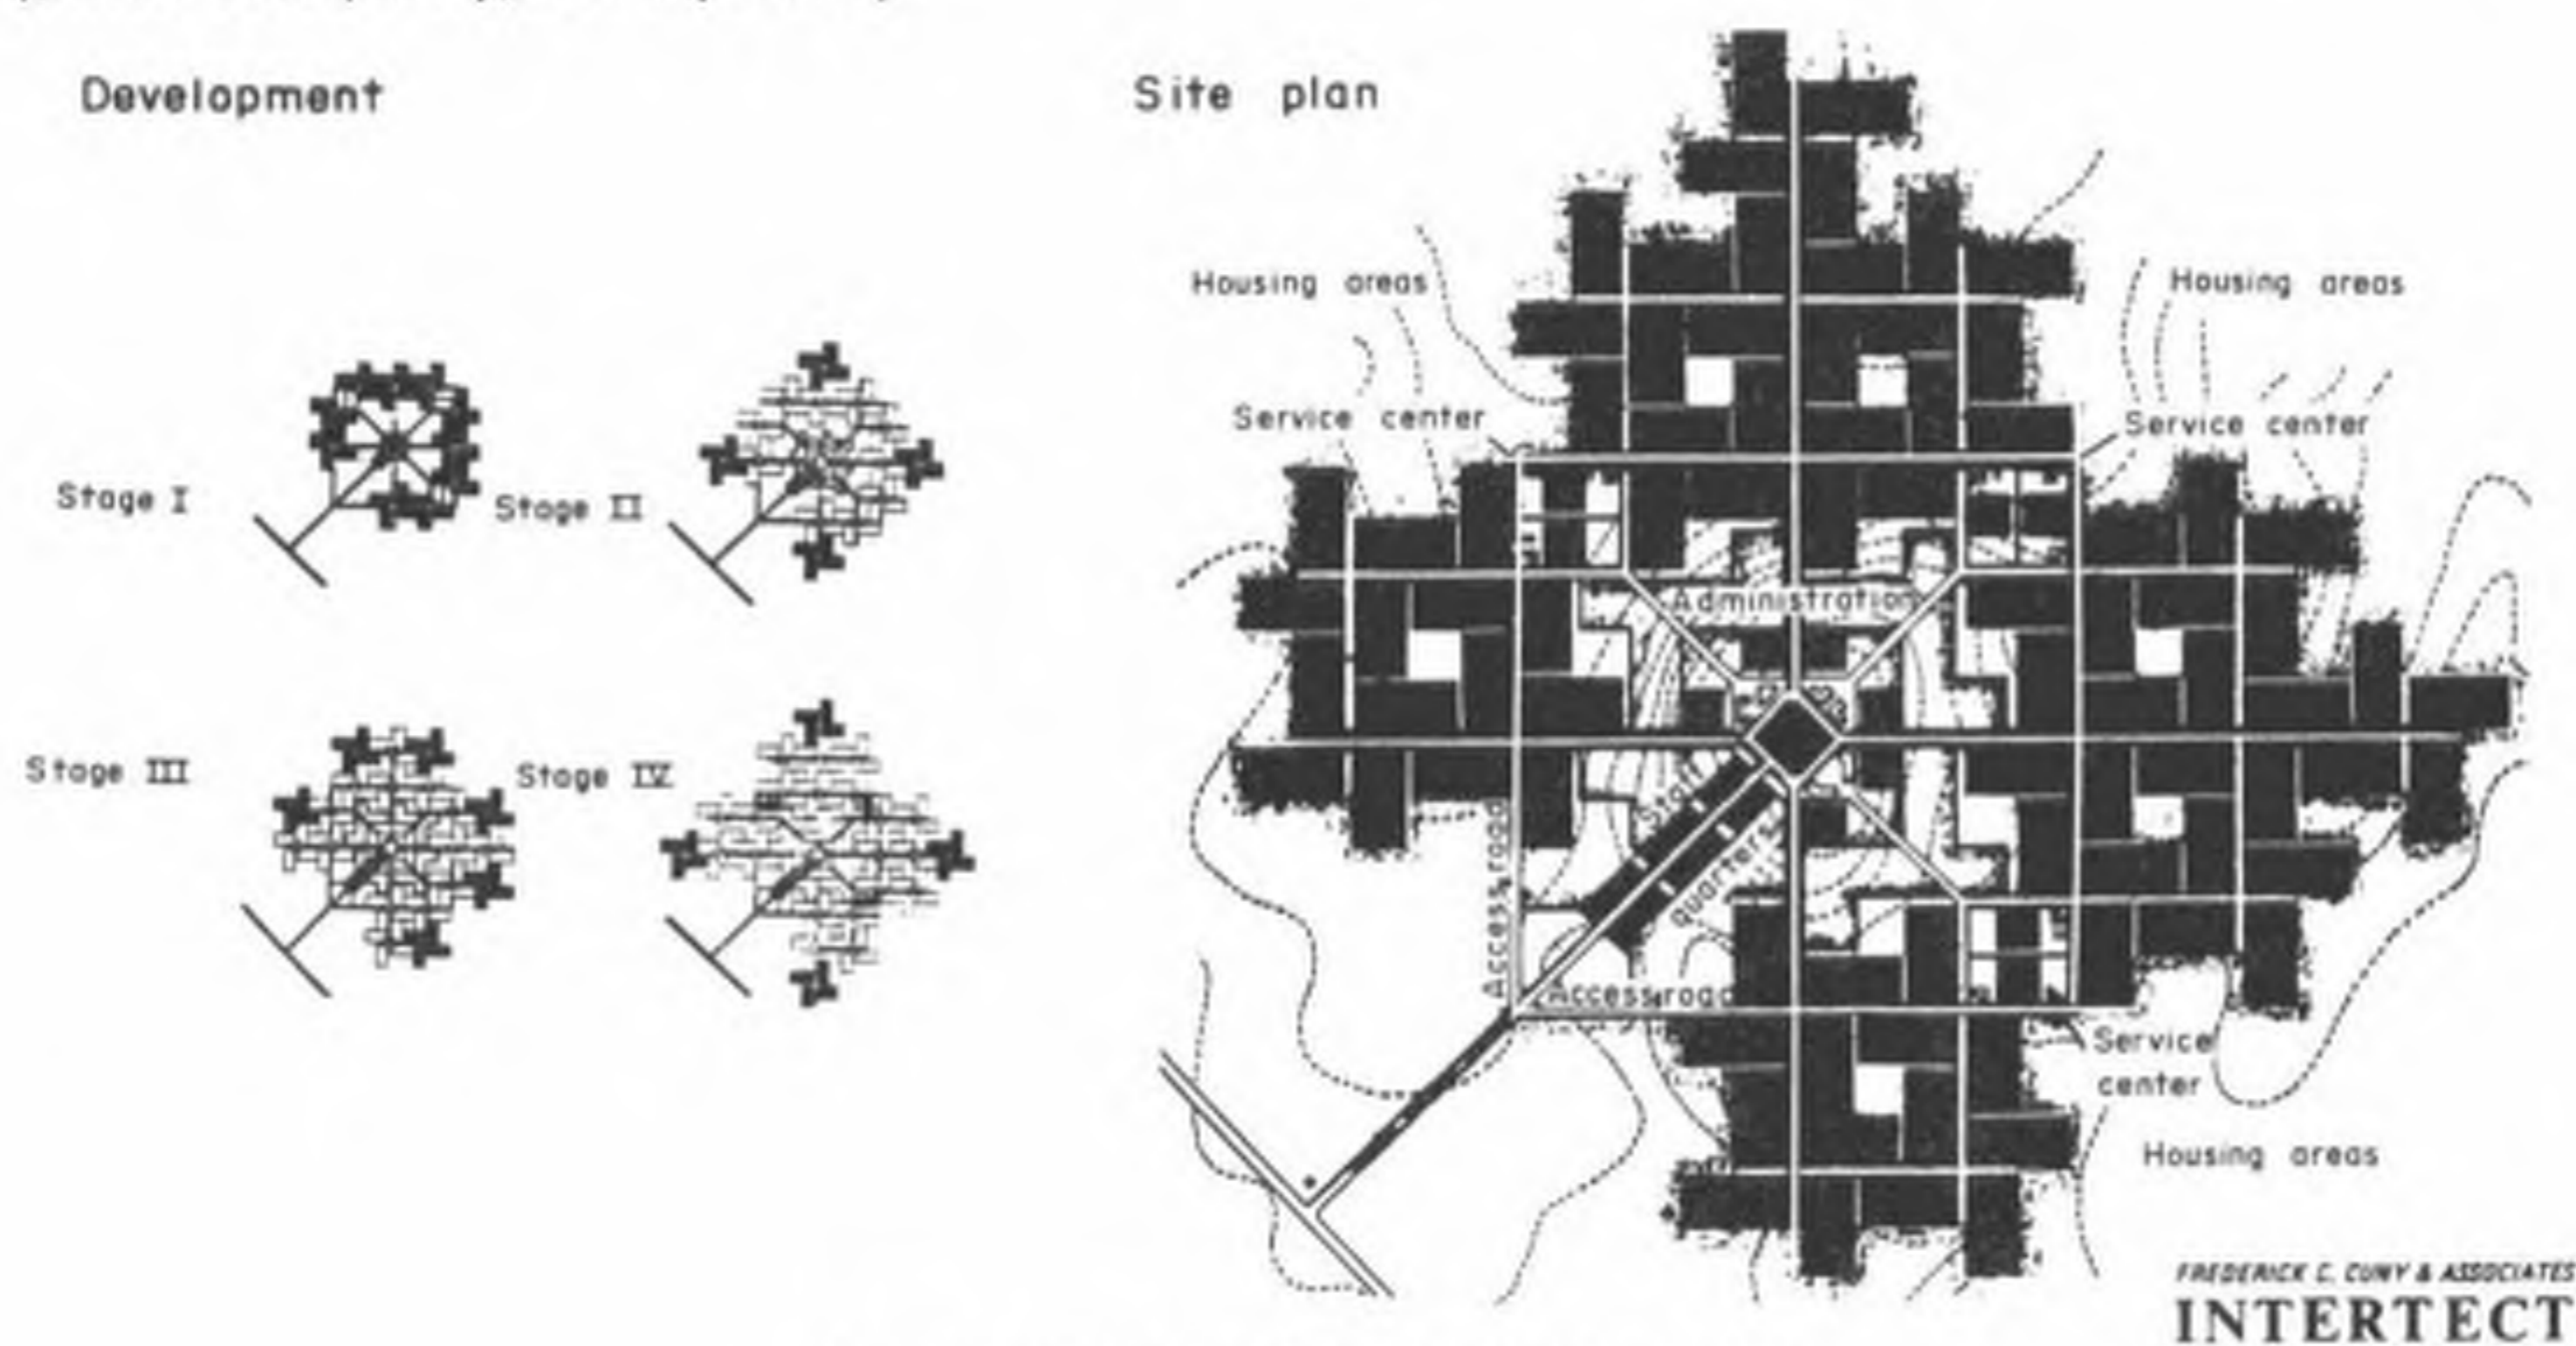 Development
Stage I
Stage II
Stage III
Stage IV
Site plan
Housing areas
Housing areas
Service center
Service center
Administration
Staff
quarters
Access road
Access road
Service
center
Housing areas
FREDERICK C. CUNY & ASSOCIATES
INTERTECT